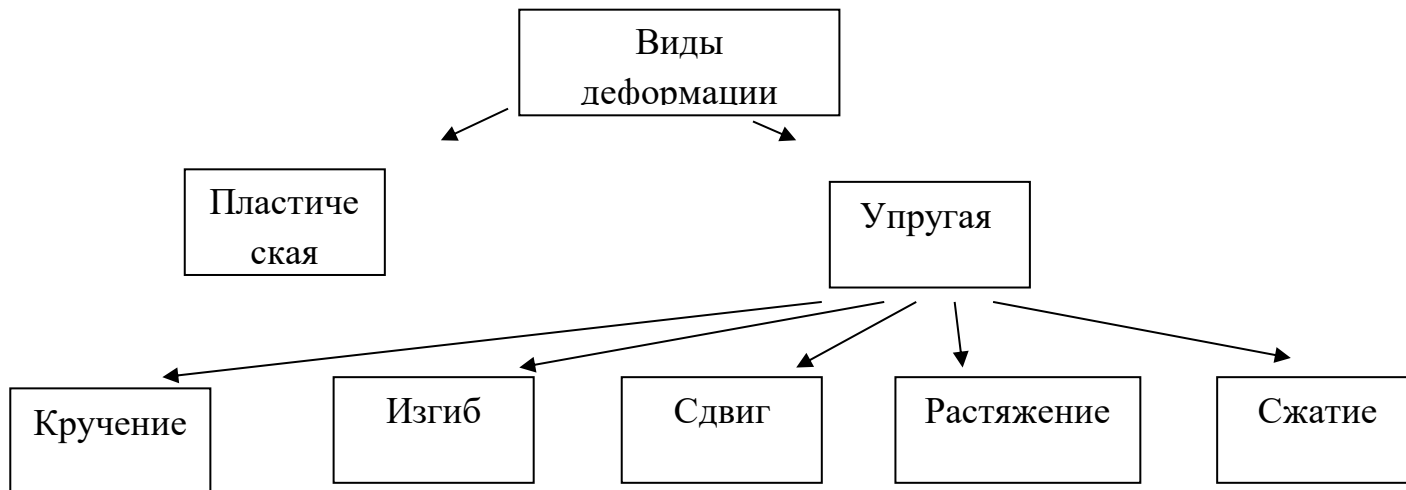 Виды
деформации
Пластиче
ская
Упругая
Кручение
Изгиб
Сдвиг
Растяжение
Сжатие